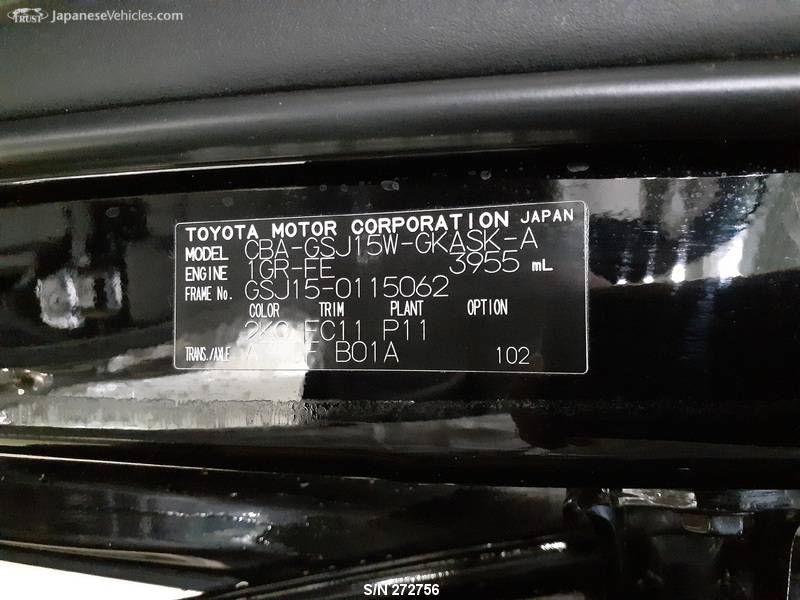 TRUST JapaneseVehicles.com
TOYOTA MOTOR CORPORATION JAPAN
MODEL CBA-GSJ15W-GKASK-A
ENGINE 1GR-FE 3955 mL
FRAME No. GSJ15-0115062
COLOR TRIM PLANT OPTION
FC11 P11
TRANS./AXLE B01A 102
S/N 272756